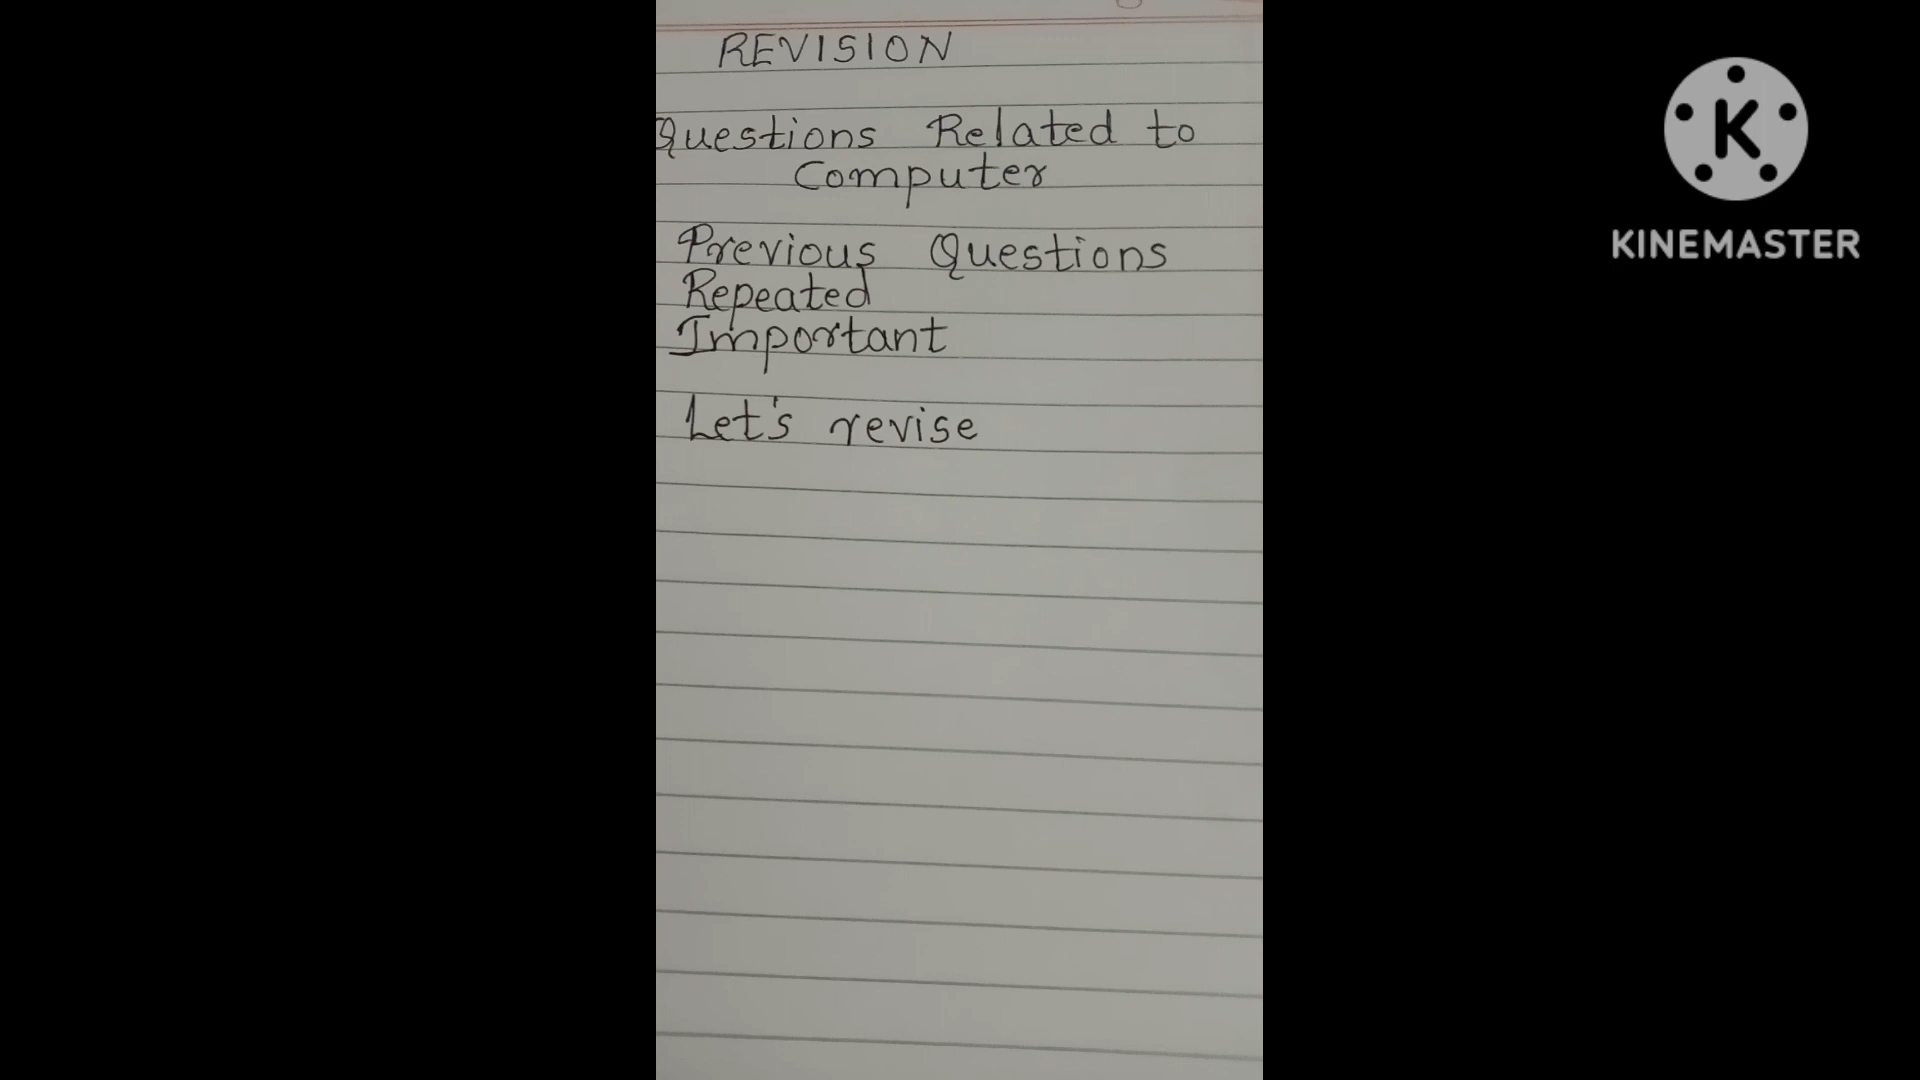 REVISION
Questions Related to
Computer
Previous Questions
Repeated
Important
Let's revise
KINEMASTER